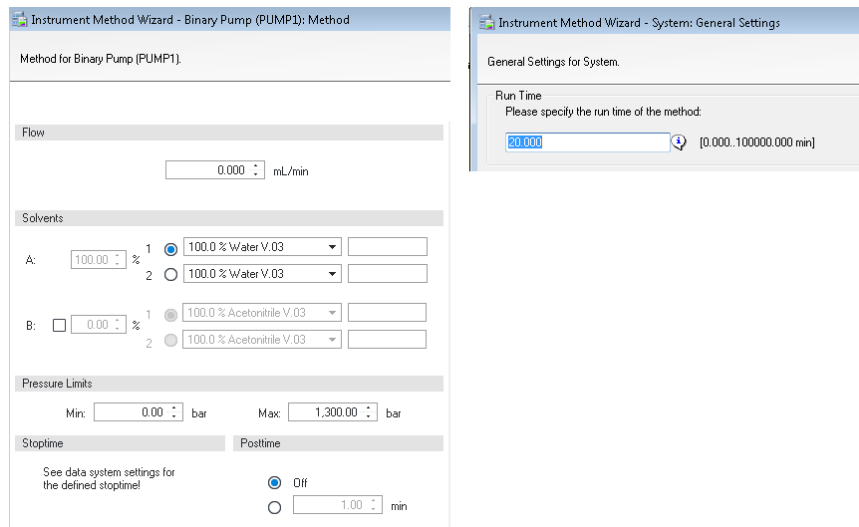 Instrument Method Wizard - Binary Pump (PUMP1): Method
Method for Binary Pump (PUMP1).
Flow
0.000 mL/min
Solvents
A: 100.00 % 1 100.0 % Water V.03
2 100.0 % Water V.03
B: 0.00 % 1 100.0 % Acetonitrile V.03
2 100.0 % Acetonitrile V.03
Pressure Limits
Min: 0.00 bar Max: 1,300.00 bar
Stoptime Posttime
See data system settings for
the defined stoptime!
Off
1.00 min
Instrument Method Wizard - System: General Settings
General Settings for System.
Run Time
Please specify the run time of the method:
20.000 [0.000..100000.000 min]